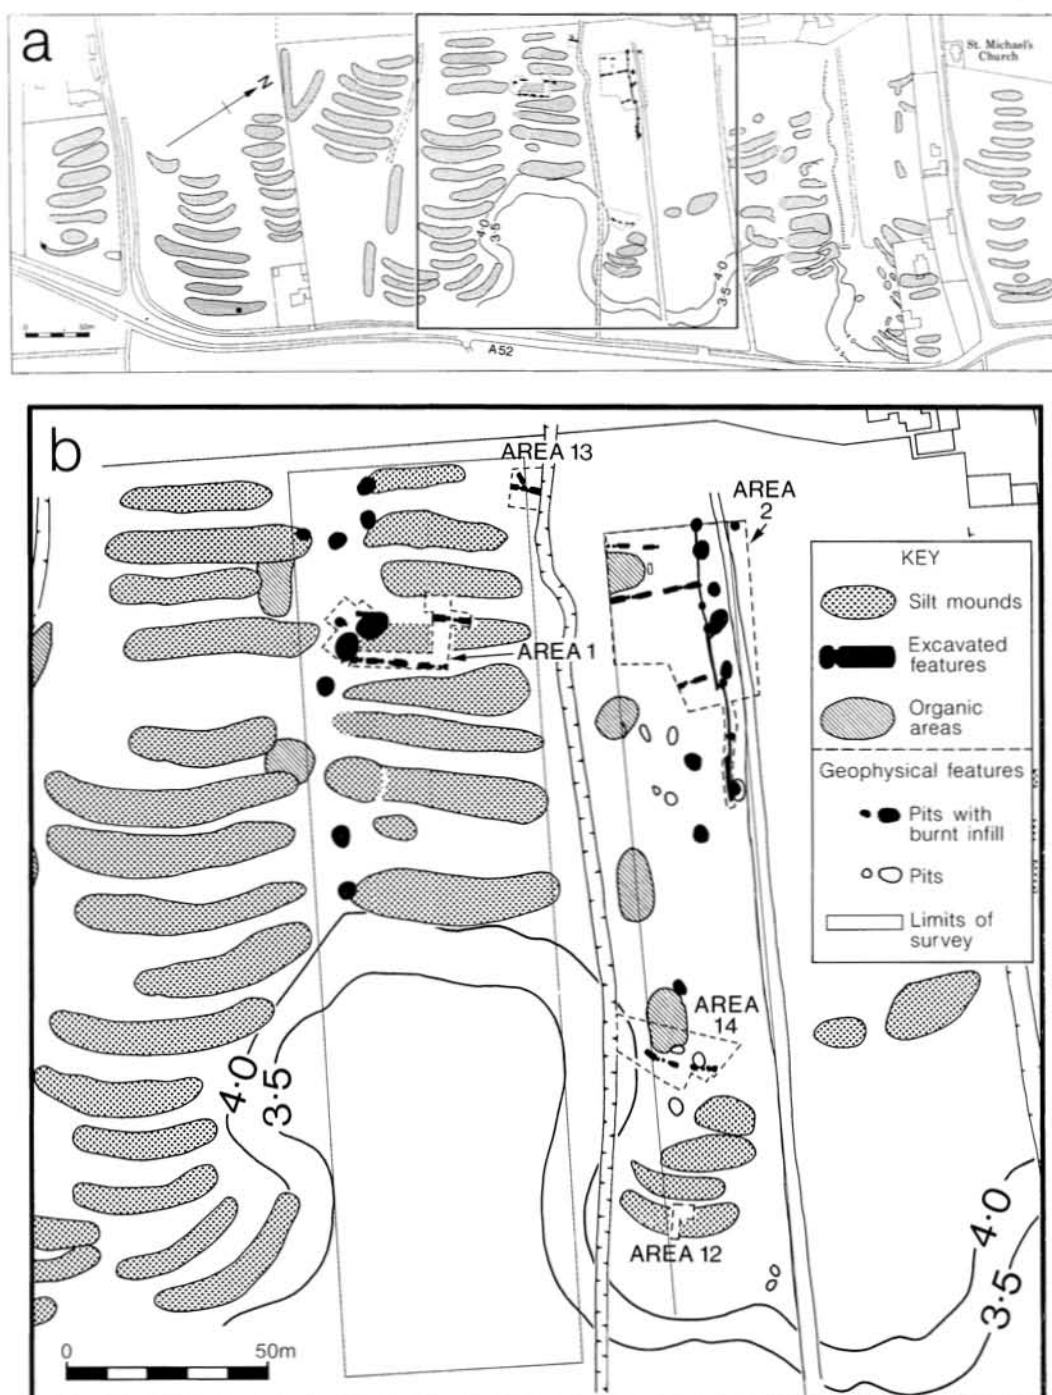 a
St. Michael's
Church
N
4·0
3·5
4·0
3·5
0
50m
A52
b
AREA 13
AREA
2
AREA 1
KEY
Silt mounds
Excavated
features
Organic
areas
Geophysical features
Pits with
burnt infill
Pits
Limits of
survey
AREA
14
4·0
3·5
AREA 12
4·0
3·5
0
50m